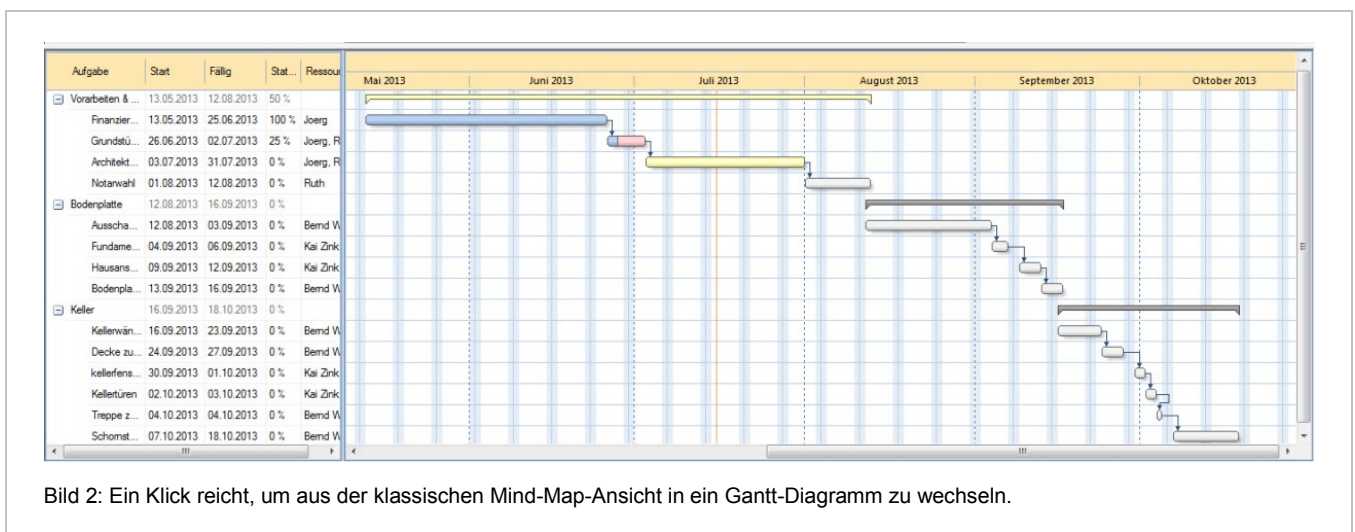 Aufgabe Start Fällig Stat... Ressour
Mai 2013 Juni 2013 Juli 2013 August 2013 September 2013 Oktober 2013
Vorarbeiten & ... 13.05.2013 12.08.2013 50 %
Finanzier... 13.05.2013 25.06.2013 100 % Joerg
Grundstü... 26.06.2013 02.07.2013 25 % Joerg, R
Architekt... 03.07.2013 31.07.2013 0 % Joerg, R
Notarwahl 01.08.2013 12.08.2013 0 % Ruth
Bodenplatte 12.08.2013 16.09.2013 0 %
Ausscha... 12.08.2013 03.09.2013 0 % Bernd W
Fundame... 04.09.2013 06.09.2013 0 % Kai Zink
Hausans... 09.09.2013 12.09.2013 0 % Kai Zink
Bodenpla... 13.09.2013 16.09.2013 0 % Bernd W
Keller 16.09.2013 18.10.2013 0 %
Kellerwän... 16.09.2013 23.09.2013 0 % Bernd W
Decke zu... 24.09.2013 27.09.2013 0 % Bernd W
kellerfens... 30.09.2013 01.10.2013 0 % Kai Zink
Kellertüren 02.10.2013 03.10.2013 0 % Kai Zink
Treppe z... 04.10.2013 04.10.2013 0 % Bernd W
Schornst... 07.10.2013 18.10.2013 0 % Bernd W
Bild 2: Ein Klick reicht, um aus der klassischen Mind-Map-Ansicht in ein Gantt-Diagramm zu wechseln.